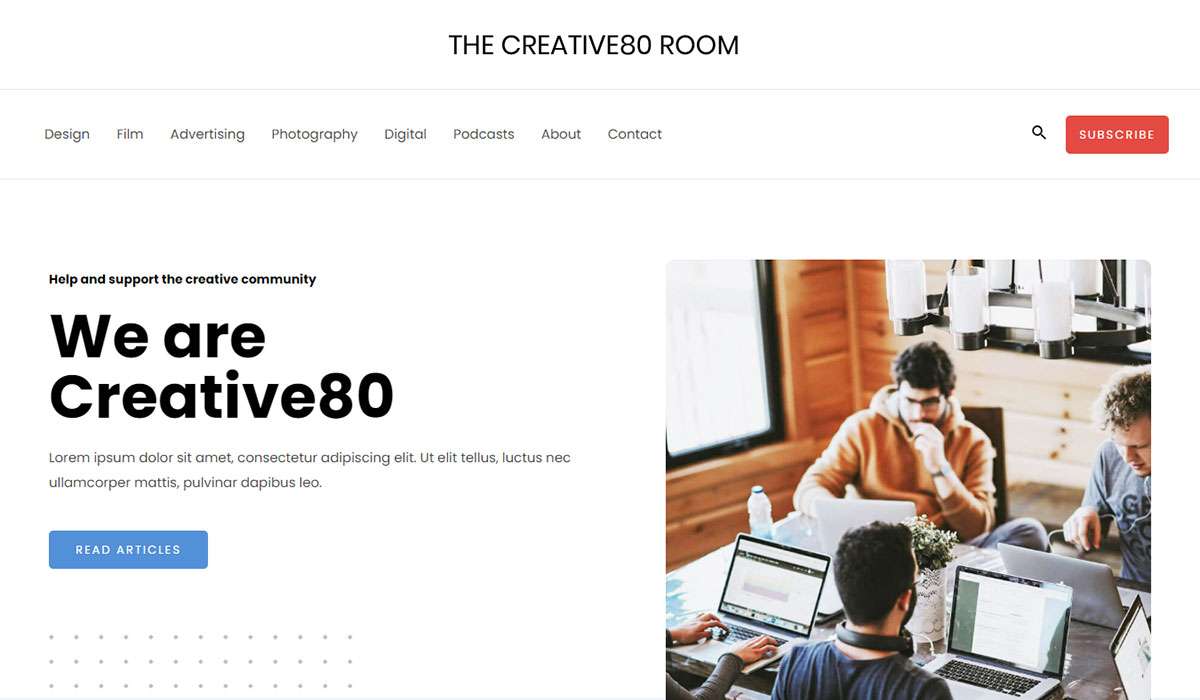 THE CREATIVE80 ROOM
Design Film Advertising Photography Digital Podcasts About Contact SUBSCRIBE
Help and support the creative community
We are
Creative80
Lorem ipsum dolor sit amet, consectetur adipiscing elit. Ut elit tellus, luctus nec
ullamcorper mattis, pulvinar dapibus leo.
READ ARTICLES